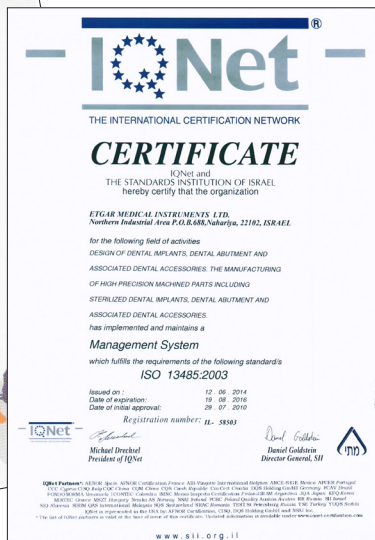 ®
IQNet
THE INTERNATIONAL CERTIFICATION NETWORK
CERTIFICATE
IQNet and
THE STANDARDS INSTITUTION OF ISRAEL
hereby certify that the organization
ETGAR MEDICAL INSTRUMENTS LTD.
Northern Industrial Area P.O.B.688,Nahariya, 22102, ISRAEL
for the following field of activities
DESIGN OF DENTAL IMPLANTS, DENTAL ABUTMENT AND
ASSOCIATED DENTAL ACCESSORIES. THE MANUFACTURING
OF HIGH PRECISION MACHINED PARTS INCLUDING
STERILIZED DENTAL IMPLANTS, DENTAL ABUTMENT AND
ASSOCIATED DENTAL ACCESSORIES.
has implemented and maintains a
Management System
which fulfills the requirements of the following standard/s
ISO 13485:2003
Issued on : 12 . 06 . 2014
Date of expiration: 19 . 08 . 2016
Date of initial approval: 29 . 07 . 2010
Registration number: IL- 58503
IQNet
Michael Drechsel
President of IQNet
Daniel Goldstein
Daniel Goldstein
Director General, SII
מתי
www.sii.org.il